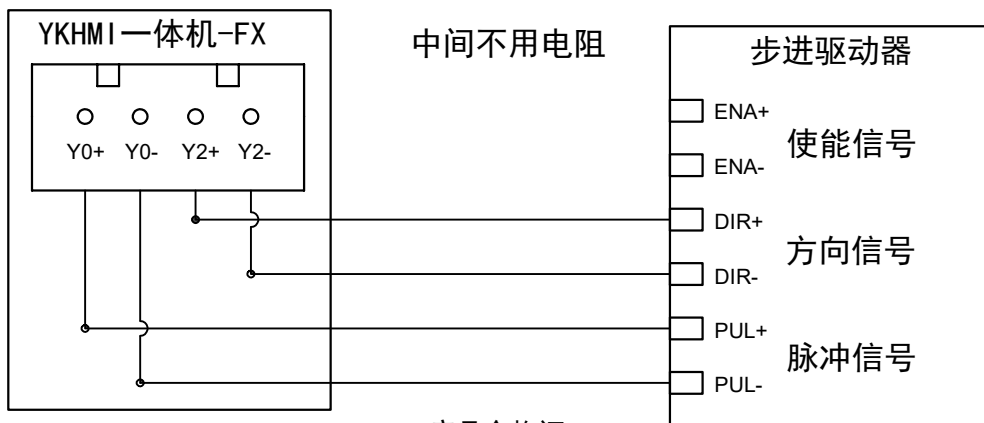 YKHMI一体机-FX
中间不用电阻
步进驱动器
Y0+ Y0- Y2+ Y2-
ENA+
使能信号
ENA-
DIR+
方向信号
DIR-
PUL+
脉冲信号
PUL-